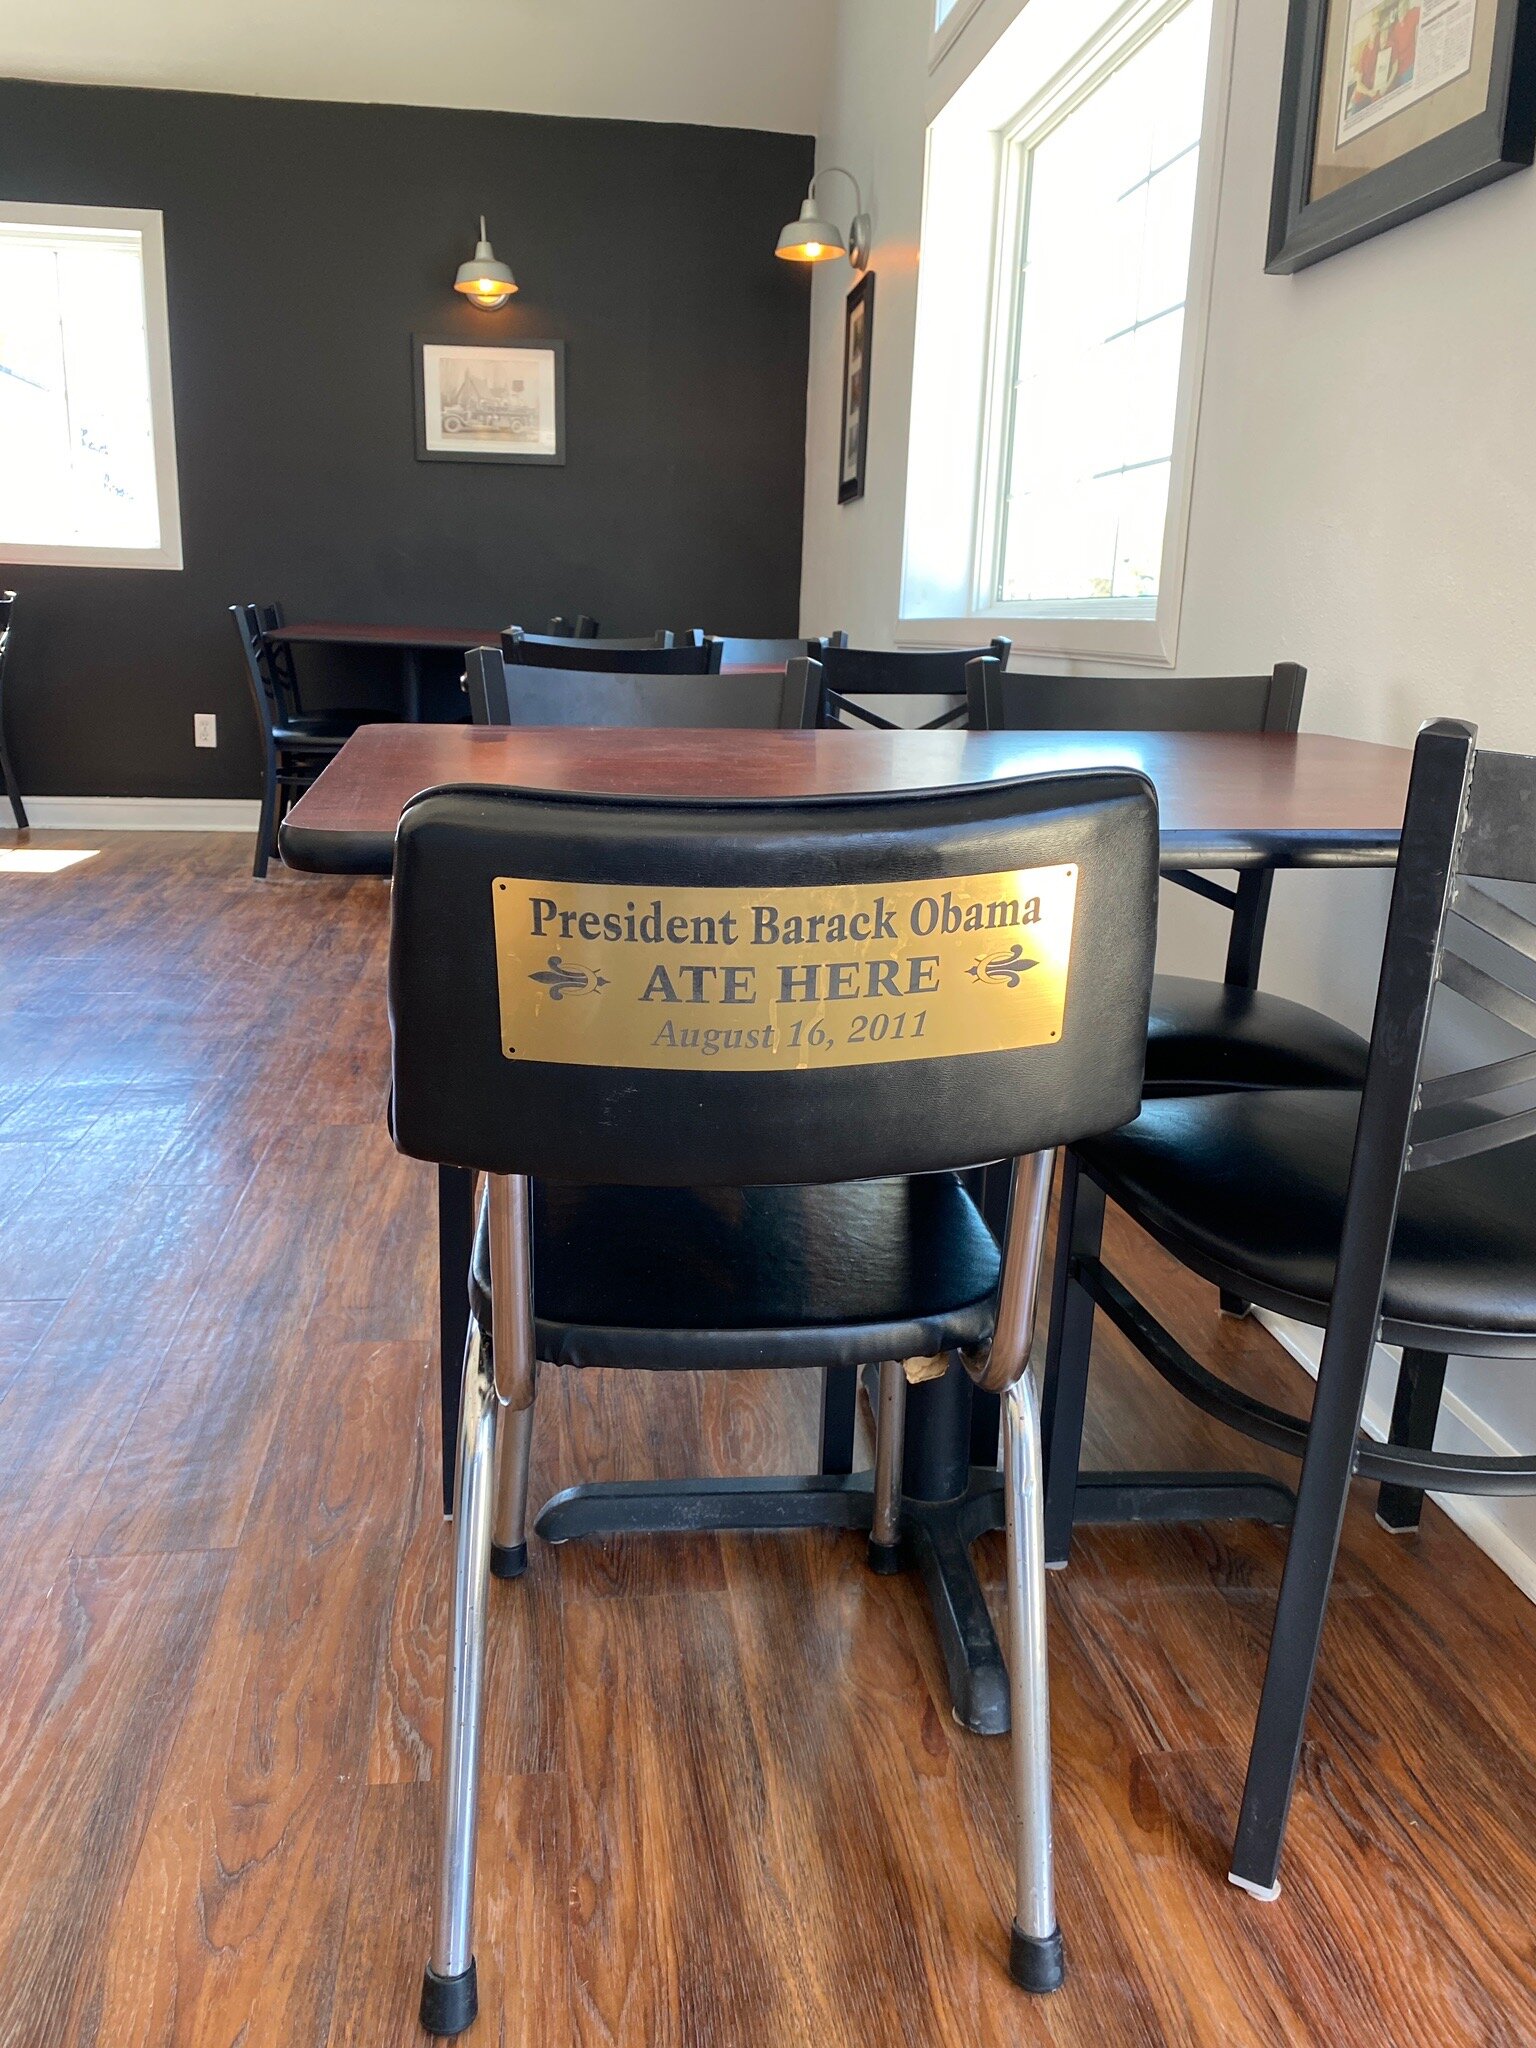 President Barack Obama
ATE HERE
August 16, 2011